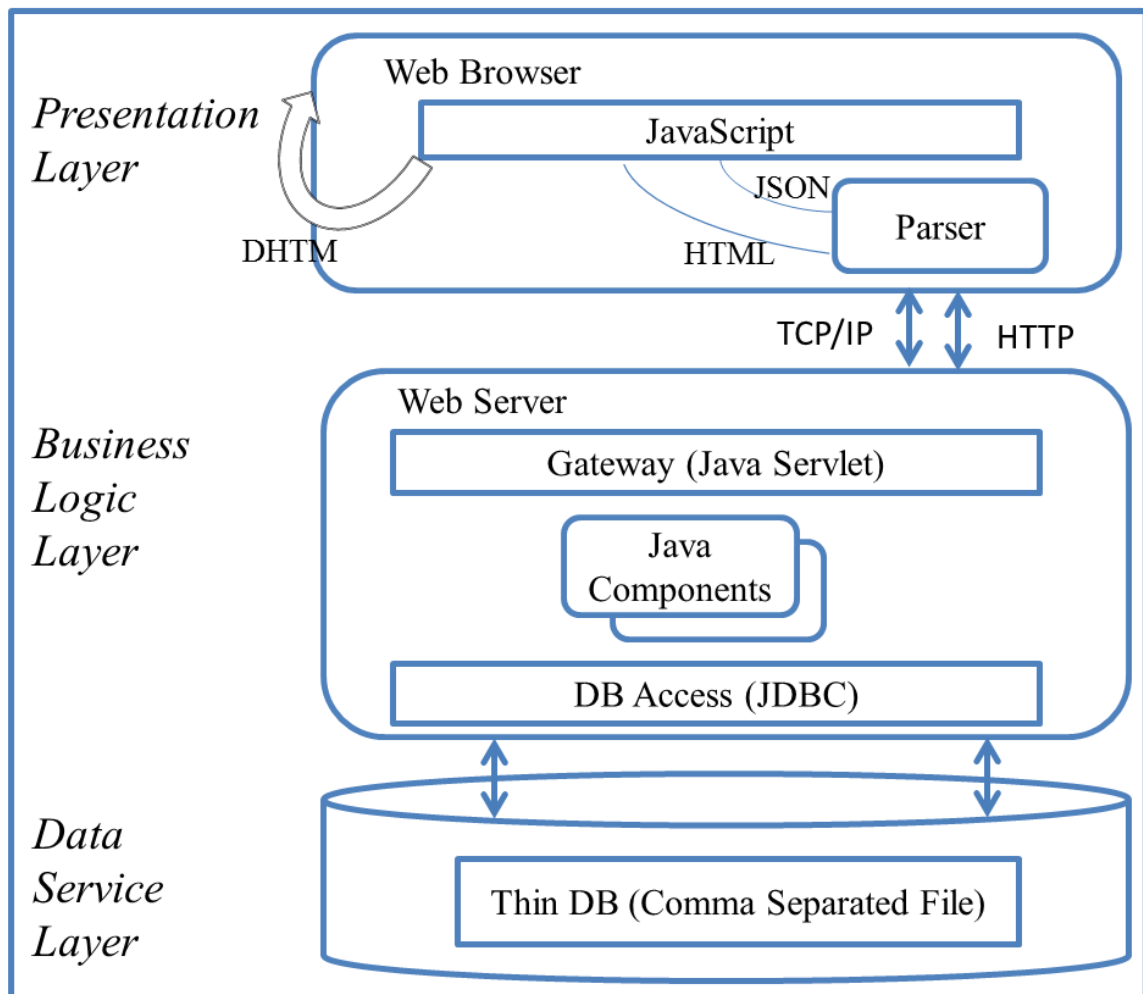 Presentation
Layer
Web Browser
JavaScript
JSON
Parser
HTML
DHTM
TCP/IP
HTTP
Business
Logic
Layer
Web Server
Gateway (Java Servlet)
Java
Components
DB Access (JDBC)
Data
Service
Layer
Thin DB (Comma Separated File)